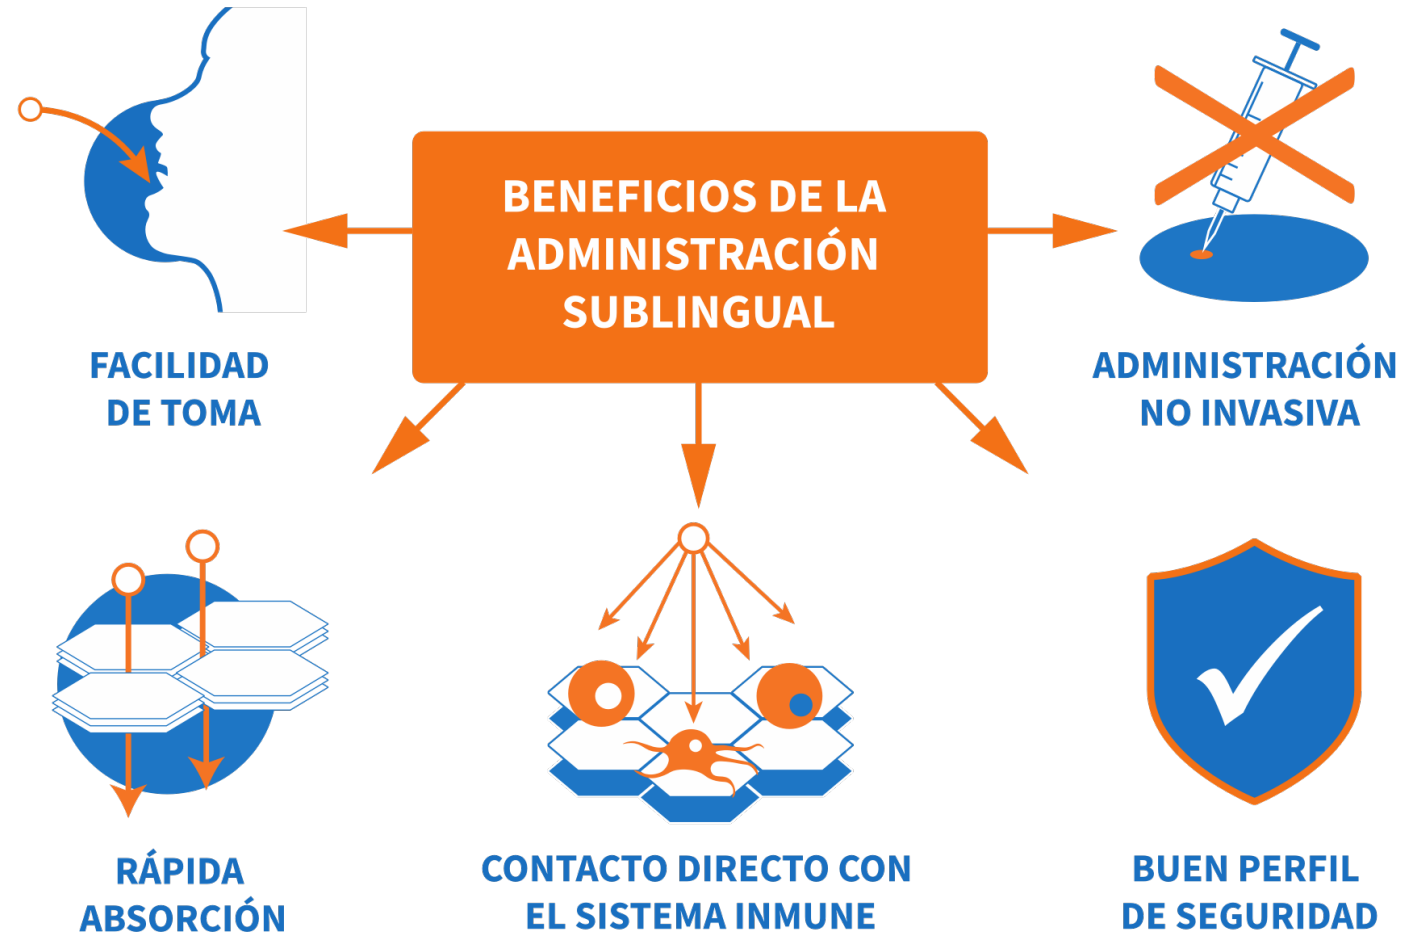 BENEFICIOS DE LA
ADMINISTRACIÓN
SUBLINGUAL
FACILIDAD
DE TOMA
ADMINISTRACIÓN
NO INVASIVA
RÁPIDA
ABSORCIÓN
CONTACTO DIRECTO CON
EL SISTEMA INMUNE
BUEN PERFIL
DE SEGURIDAD